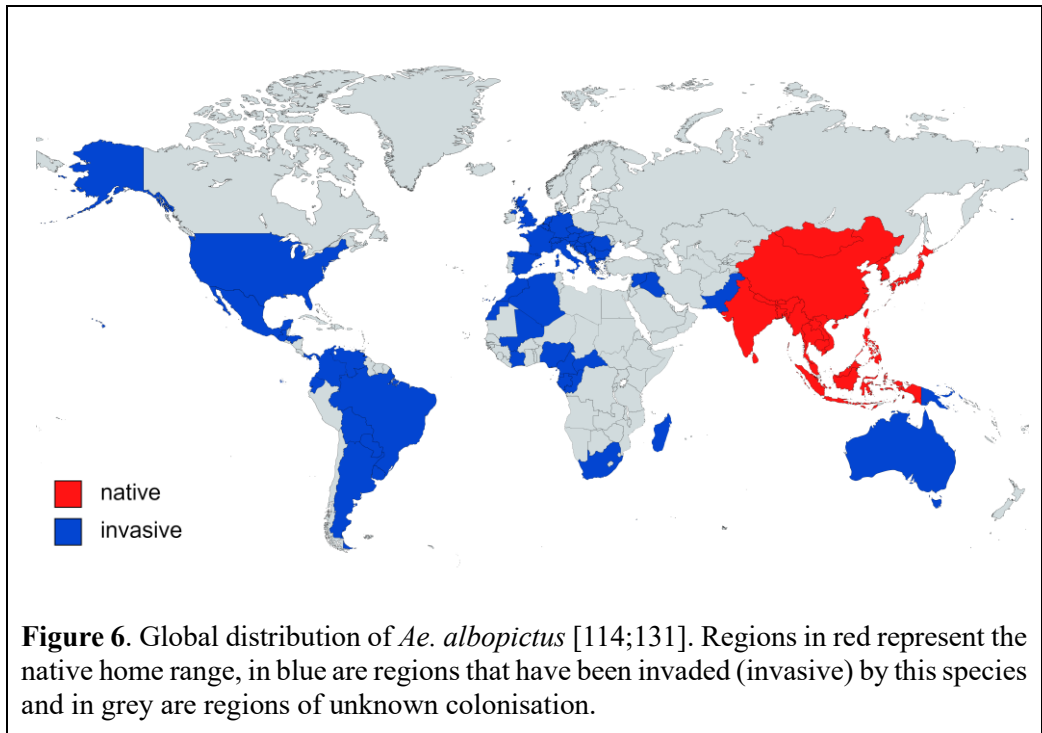 native
invasive
Figure 6. Global distribution of Ae. albopictus [114;131]. Regions in red represent the
native home range, in blue are regions that have been invaded (invasive) by this species
and in grey are regions of unknown colonisation.